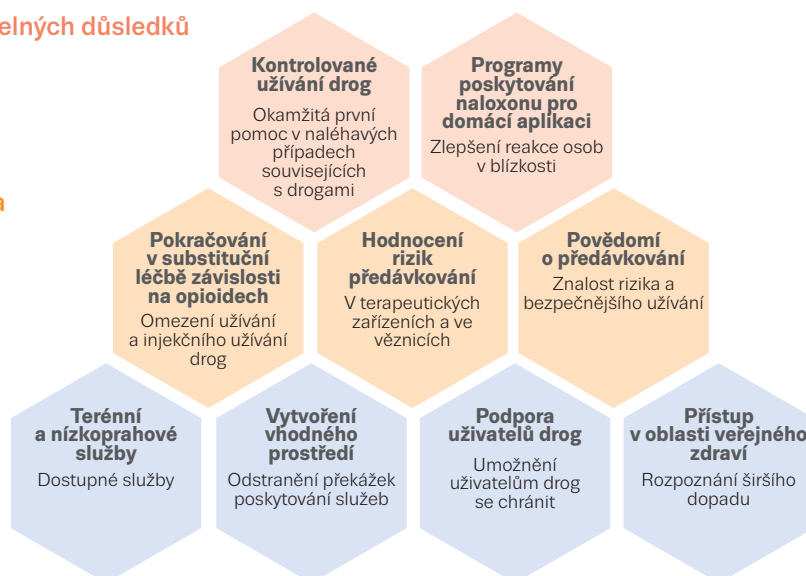 elných důsledků
Kontrolované
užívání drog
Okamžitá první
pomoc v naléhavých
případech
souvisejících
s drogami
Programy
poskytování
naloxonu pro
domácí aplikaci
Zlepšení reakce osob
v blízkosti
a
Pokračování
v substituční
léčbě závislosti
na opioidech
Omezení užívání
a injekčního užívání
drog
Hodnocení
rizik
předávkování
V terapeutických
zařízeních a ve
věznicích
Povědomí
o předávkování
Znalost rizika a
bezpečnějšího užívání
Terénní
a nízkoprahové
služby
Dostupné služby
Vytvoření
vhodného
prostředí
Odstranění překážek
poskytování služeb
Podpora
uživatelů drog
Umožnění
uživatelům drog
se chránit
Přístup
v oblasti veřejného
zdraví
Rozpoznání širšího
dopadu